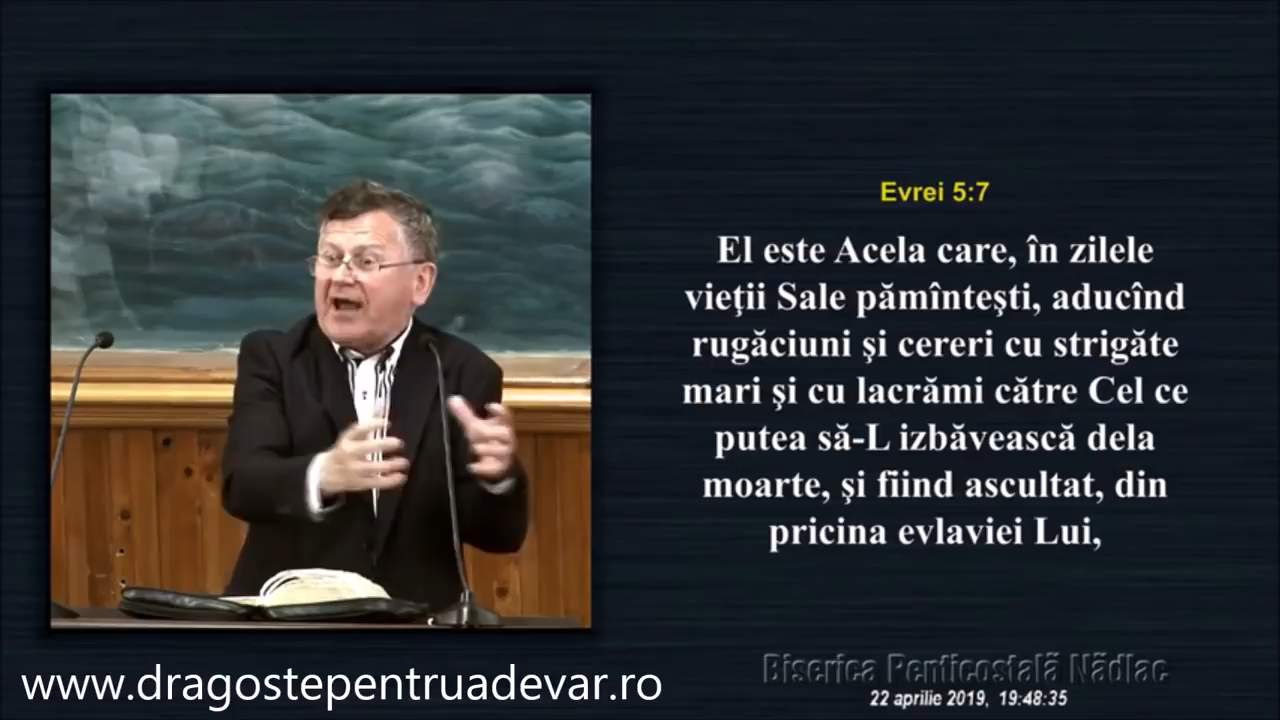 Evrei 5:7
El este Acela care, în zilele
vieţii Sale pămînteşti, aducînd
rugăciuni şi cereri cu strigăte
mari şi cu lacrămi către Cel ce
putea să-L izbăvească dela
moarte, şi fiind ascultat, din
pricina evlaviei Lui,
Biserica Penticostală Nădlac
22 aprilie 2019, 19:48:35
www.dragostepentruadevar.ro